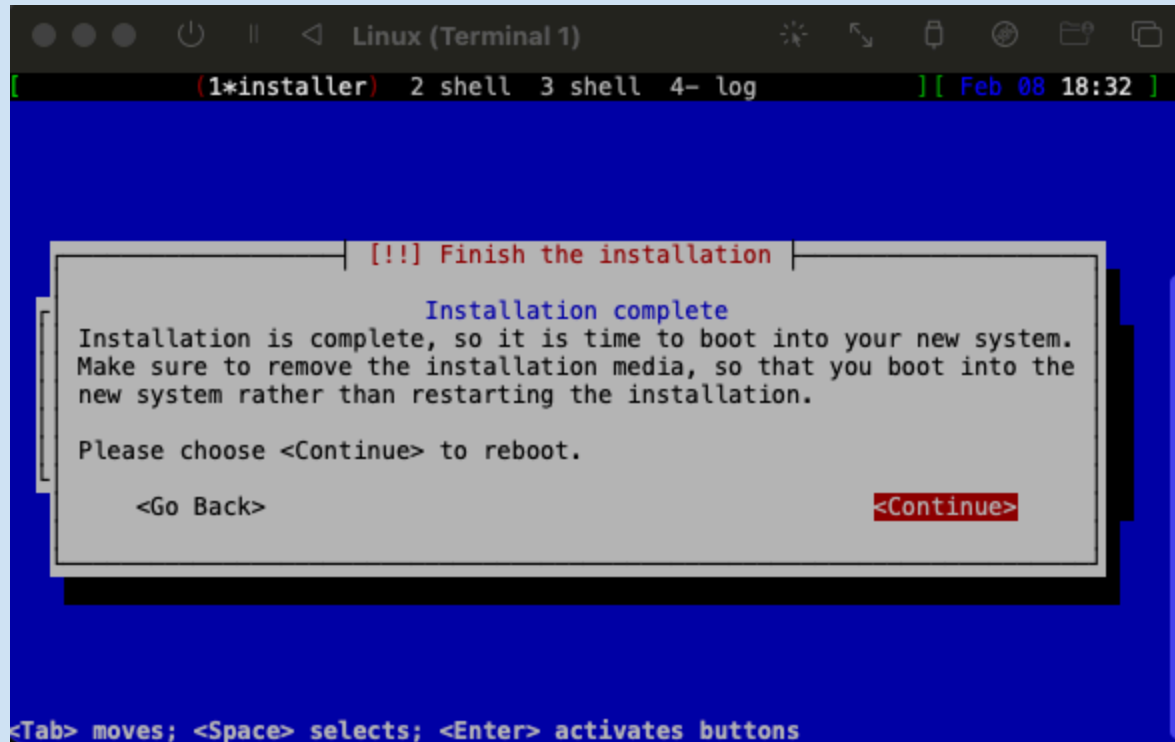 Linux (Terminal 1)
[ (1*installer) 2 shell 3 shell 4- log ][ Feb 08 18:32 ]
[!!] Finish the installation
Installation complete
Installation is complete, so it is time to boot into your new system.
Make sure to remove the installation media, so that you boot into the
new system rather than restarting the installation.
Please choose <Continue> to reboot.
<Go Back> <Continue>
<Tab> moves; <Space> selects; <Enter> activates buttons